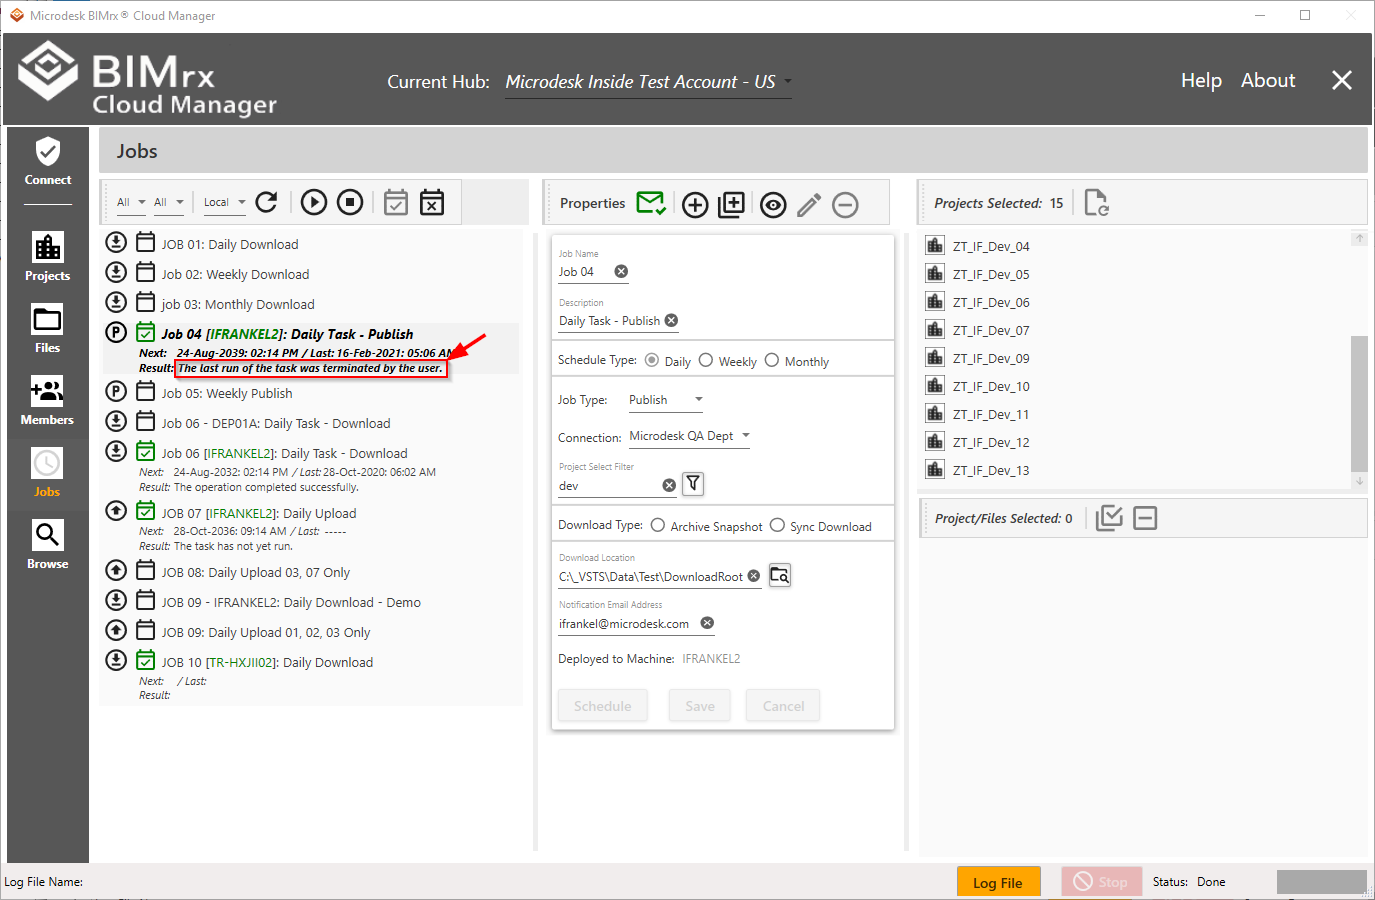 Microdesk BIMrx® Cloud Manager
BIMrx
Cloud Manager
Current Hub: Microdesk Inside Test Account - US
Help About
Connect
Projects
Files
Members
Jobs
Browse
Jobs
All All Local
JOB 01: Daily Download
Job 02: Weekly Download
job 03: Monthly Download
Job 04 [IFRANKEL2]: Daily Task - Publish
Next: 24-Aug-2039: 02:14 PM / Last: 16-Feb-2021: 05:06 AM
Result: The last run of the task was terminated by the user.
Job 05: Weekly Publish
Job 06 - DEP01A: Daily Task - Download
Job 06 [IFRANKEL2]: Daily Task - Download
Next: 24-Aug-2032: 02:14 PM / Last: 28-Oct-2020: 06:02 AM
Result: The operation completed successfully.
JOB 07 [IFRANKEL2]: Daily Upload
Next: 28-Oct-2036: 09:14 AM / Last: -----
Result: The task has not yet run.
JOB 08: Daily Upload 03, 07 Only
JOB 09 - IFRANKEL2: Daily Download - Demo
JOB 09: Daily Upload 01, 02, 03 Only
JOB 10 [TR-HXJII02]: Daily Download
Next: / Last:
Result:
Properties
Job Name
Job 04
Description
Daily Task - Publish
Schedule Type: Daily Weekly Monthly
Job Type: Publish
Connection: Microdesk QA Dept
Project Select Filter
dev
Download Type: Archive Snapshot Sync Download
Download Location
C:\_VSTS\Data\Test\DownloadRoot
Notification Email Address
ifrankel@microdesk.com
Deployed to Machine: IFRANKEL2
Schedule Save Cancel
Projects Selected: 15
ZT_IF_Dev_04
ZT_IF_Dev_05
ZT_IF_Dev_06
ZT_IF_Dev_07
ZT_IF_Dev_09
ZT_IF_Dev_10
ZT_IF_Dev_11
ZT_IF_Dev_12
ZT_IF_Dev_13
Project/Files Selected: 0
Log File Name:
Log File
Stop
Status: Done